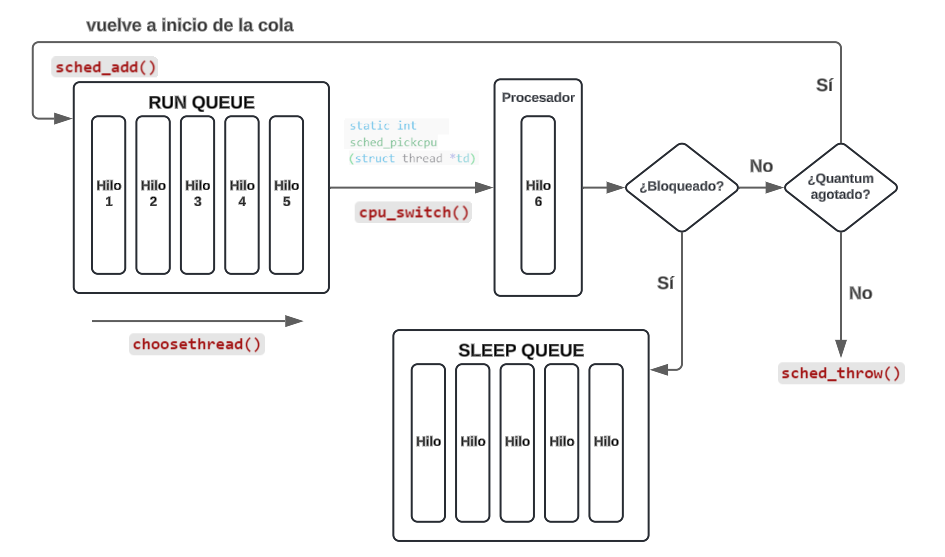 vuelve a inicio de la cola
sched_add()
RUN QUEUE
Hilo
1
Hilo
2
Hilo
3
Hilo
4
Hilo
5
choosethread()
static int
sched_pickcpu
(struct thread *td)
cpu_switch()
Procesador
Hilo
6
¿Bloqueado?
No
Sí
¿Quantum
agotado?
Sí
No
sched_throw()
SLEEP QUEUE
Hilo
Hilo
Hilo
Hilo
Hilo